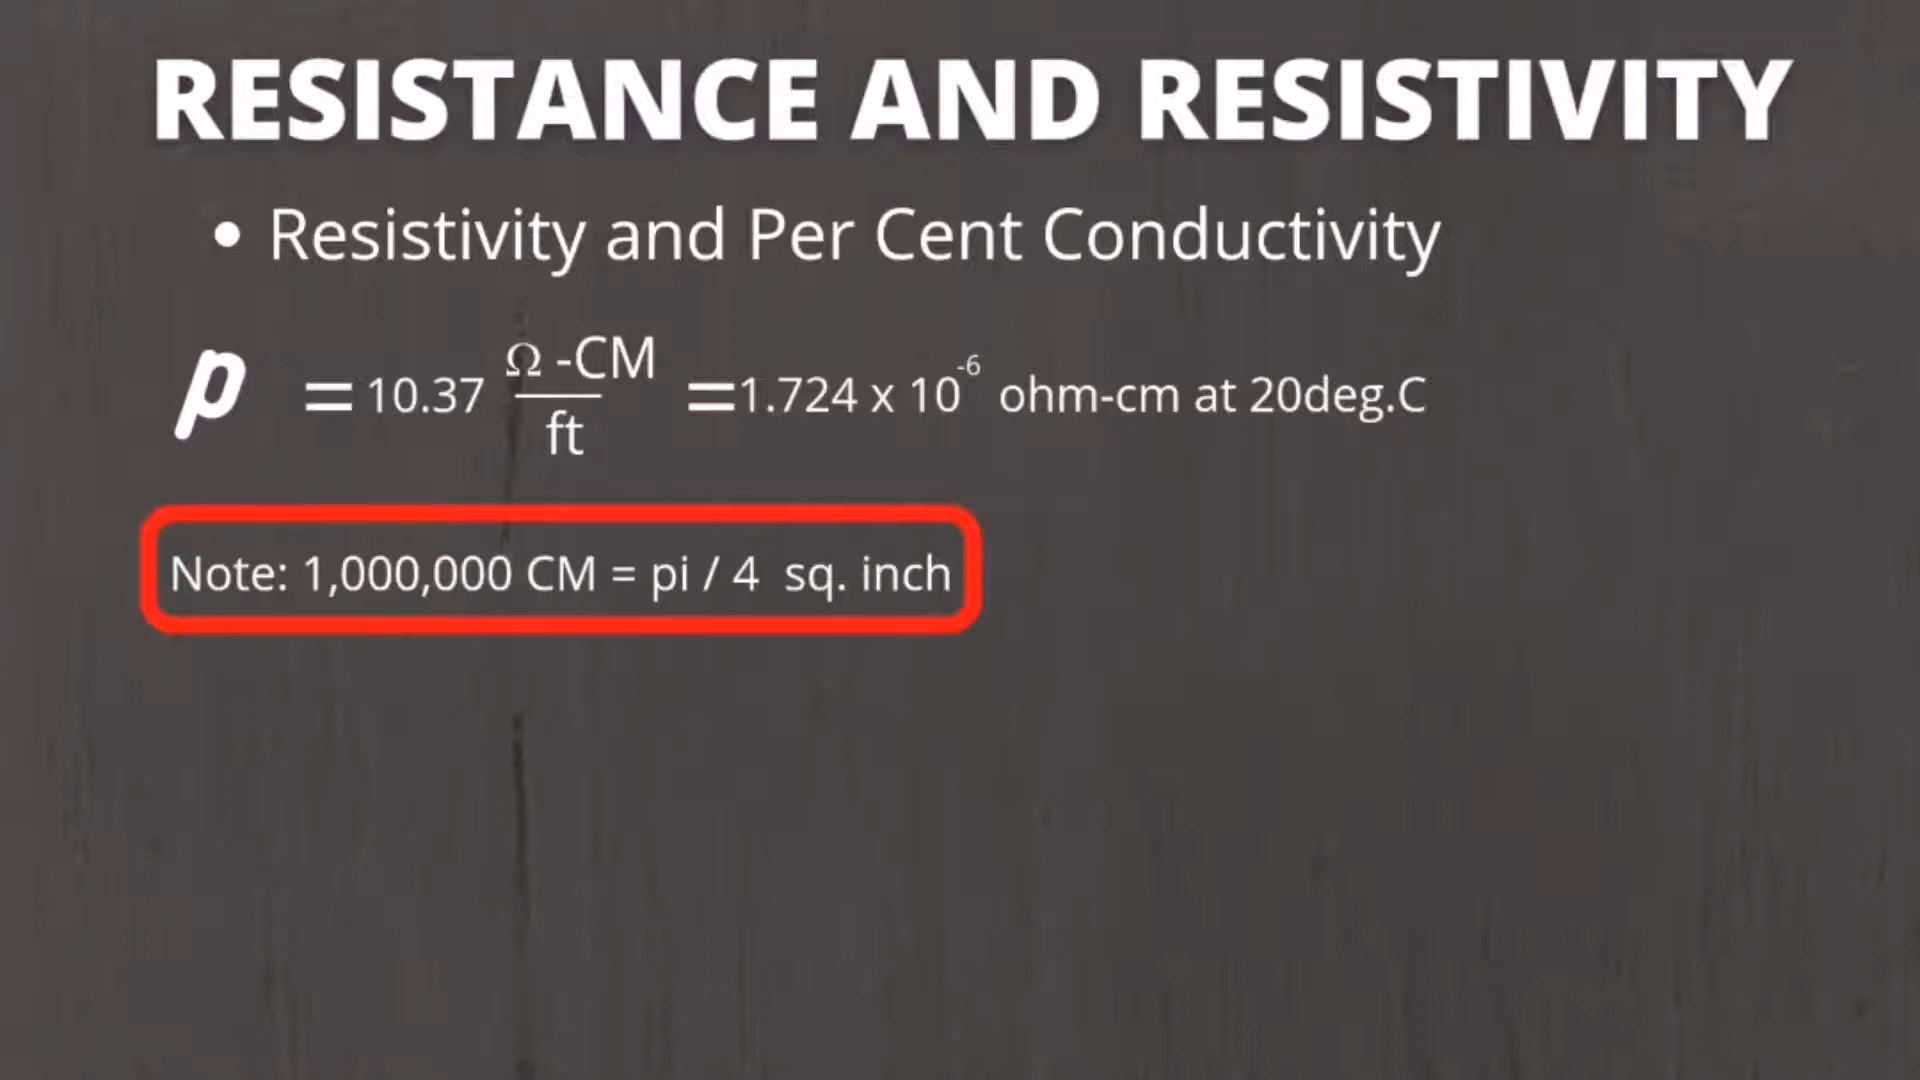 RESISTANCE AND RESISTIVITY
• Resistivity and Per Cent Conductivity
p = 10.37 Ω -CM / ft = 1.724 x 10^-6 ohm-cm at 20deg.C
Note: 1,000,000 CM = pi / 4 sq. inch